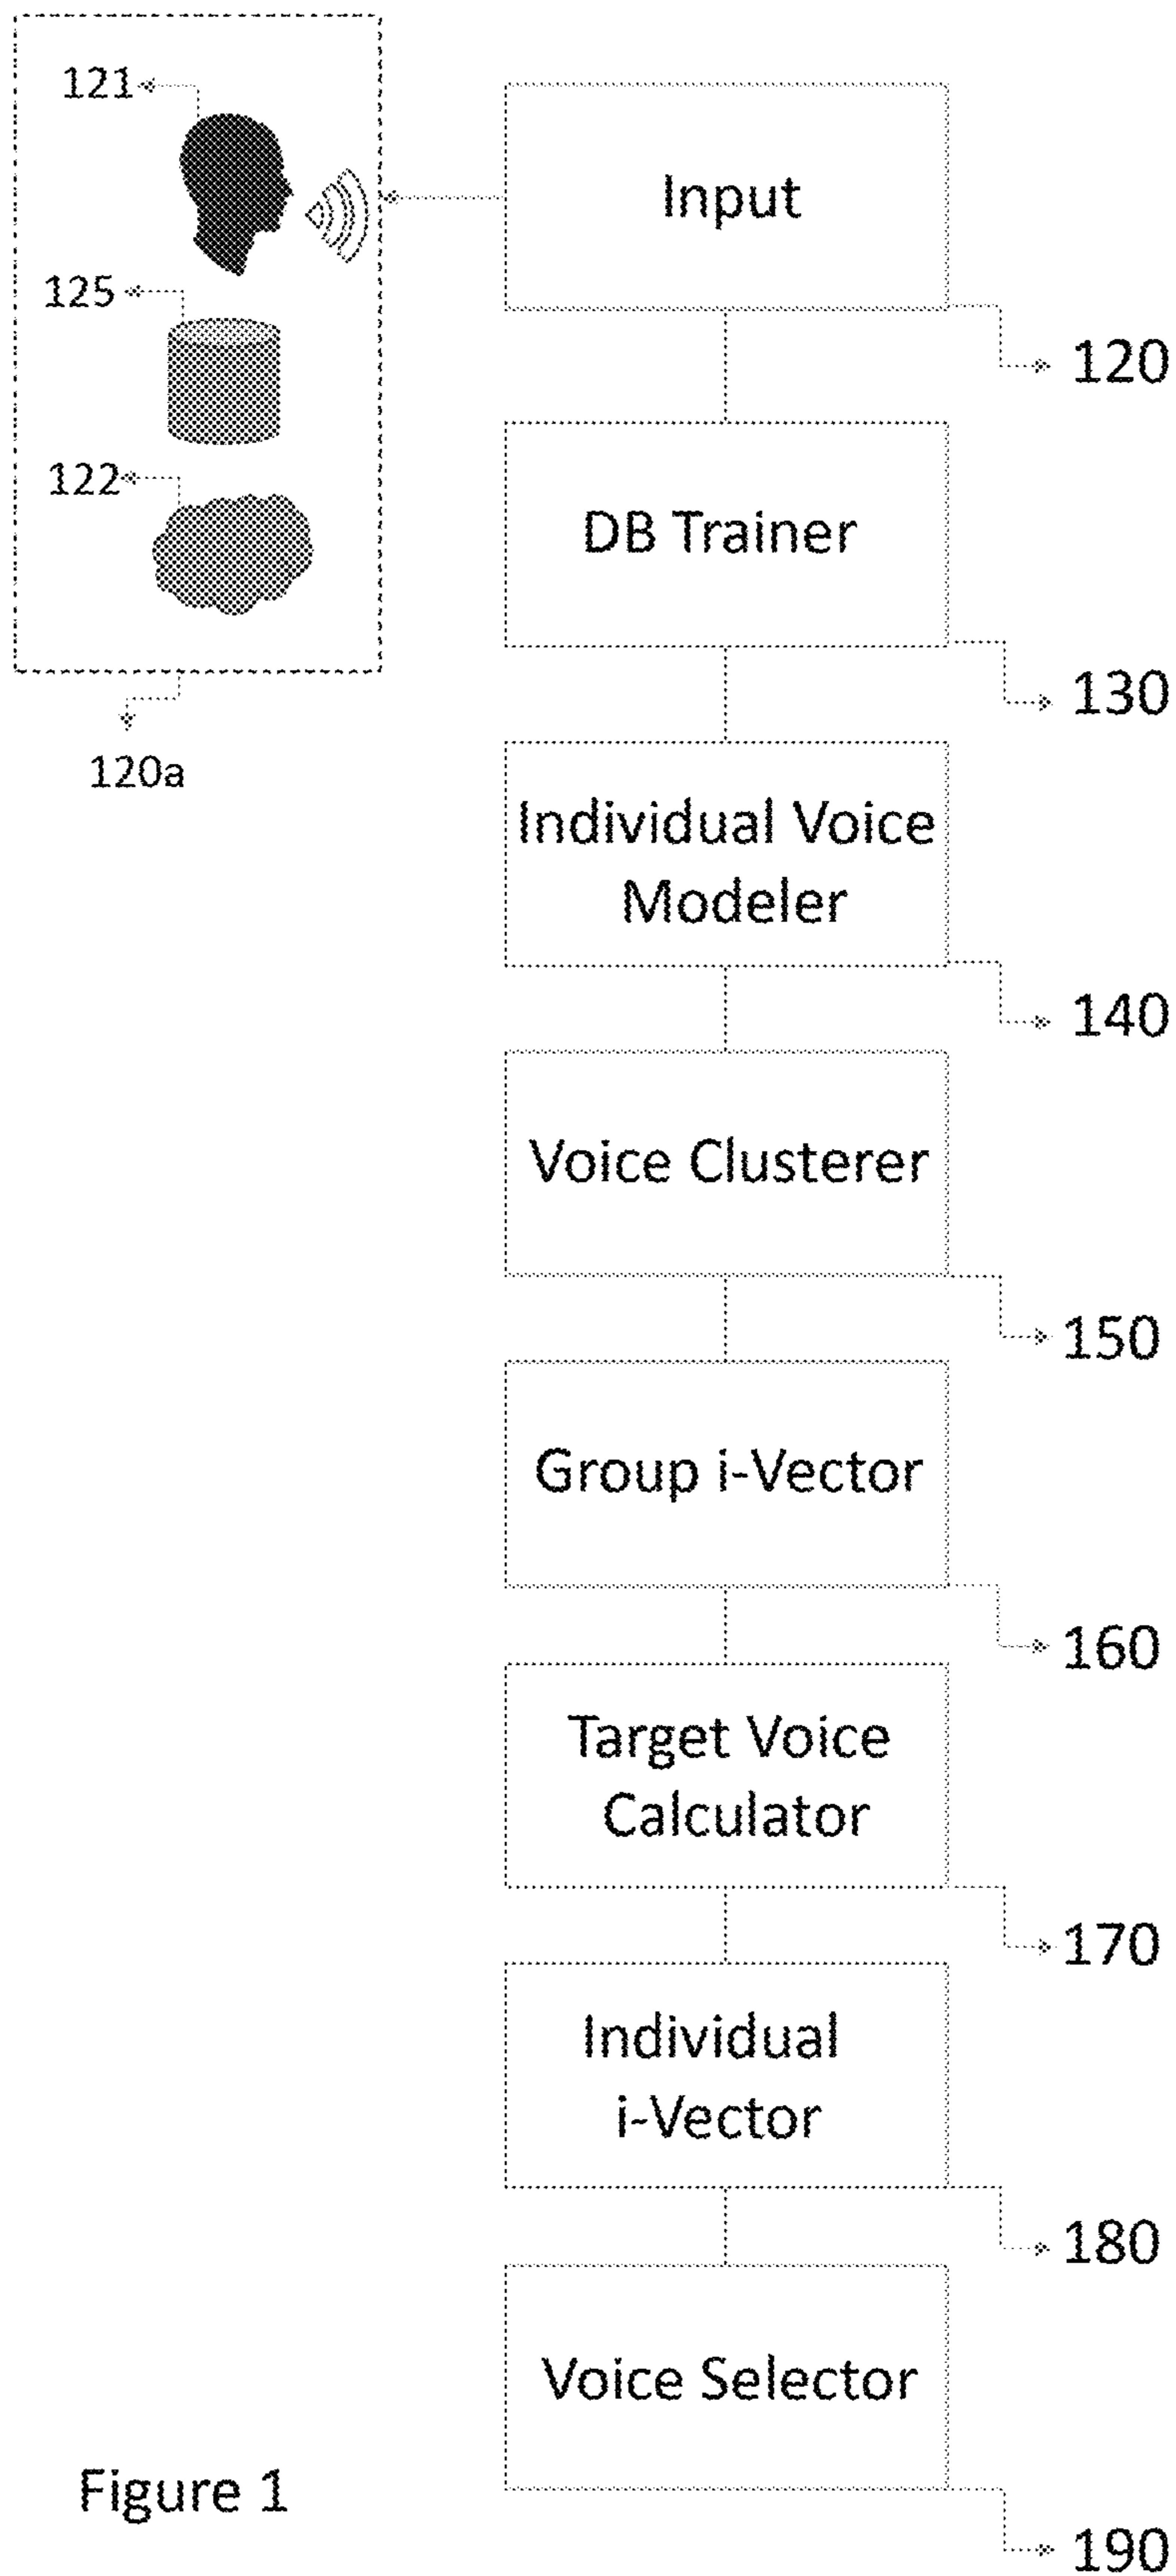 121
Input
125
120
122
DB Trainer
130
120a
Individual Voice
Modeler
140
Voice Clusterer
150
Group i-Vector
160
Target Voice
Calculator
170
Individual
i-Vector
180
Voice Selector
Figure 1
190